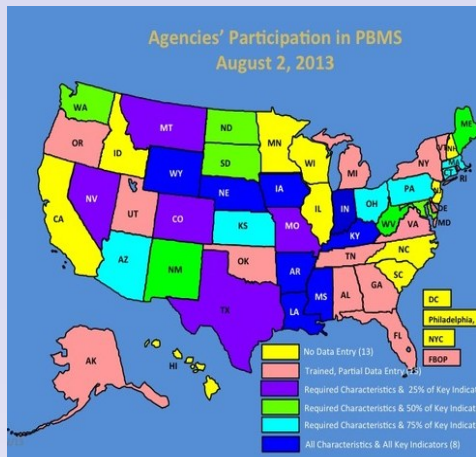 Agencies' Participation in PBMS
August 2, 2013
WA
MT
ND
MN
ME
OR
ID
SD
WI
MI
NY
VT
NH
WY
NE
IA
PA
RI
NV
UT
CO
KS
MO
IL
IN
OH
WV
VA
DE
MD
CA
KY
AZ
NM
OK
AR
TN
NC
SC
TX
LA
MS
AL
GA
FL
AK
HI
DC
Philadelphia,
NYC
FBOP
No Data Entry (13)
Trained, Partial Data Entry
Required Characteristics & 25% of Key Indicat
Required Characteristics & 50% of Key Indicat
Required Characteristics & 75% of Key Indicat
All Characteristics & All Key Indicators (8)